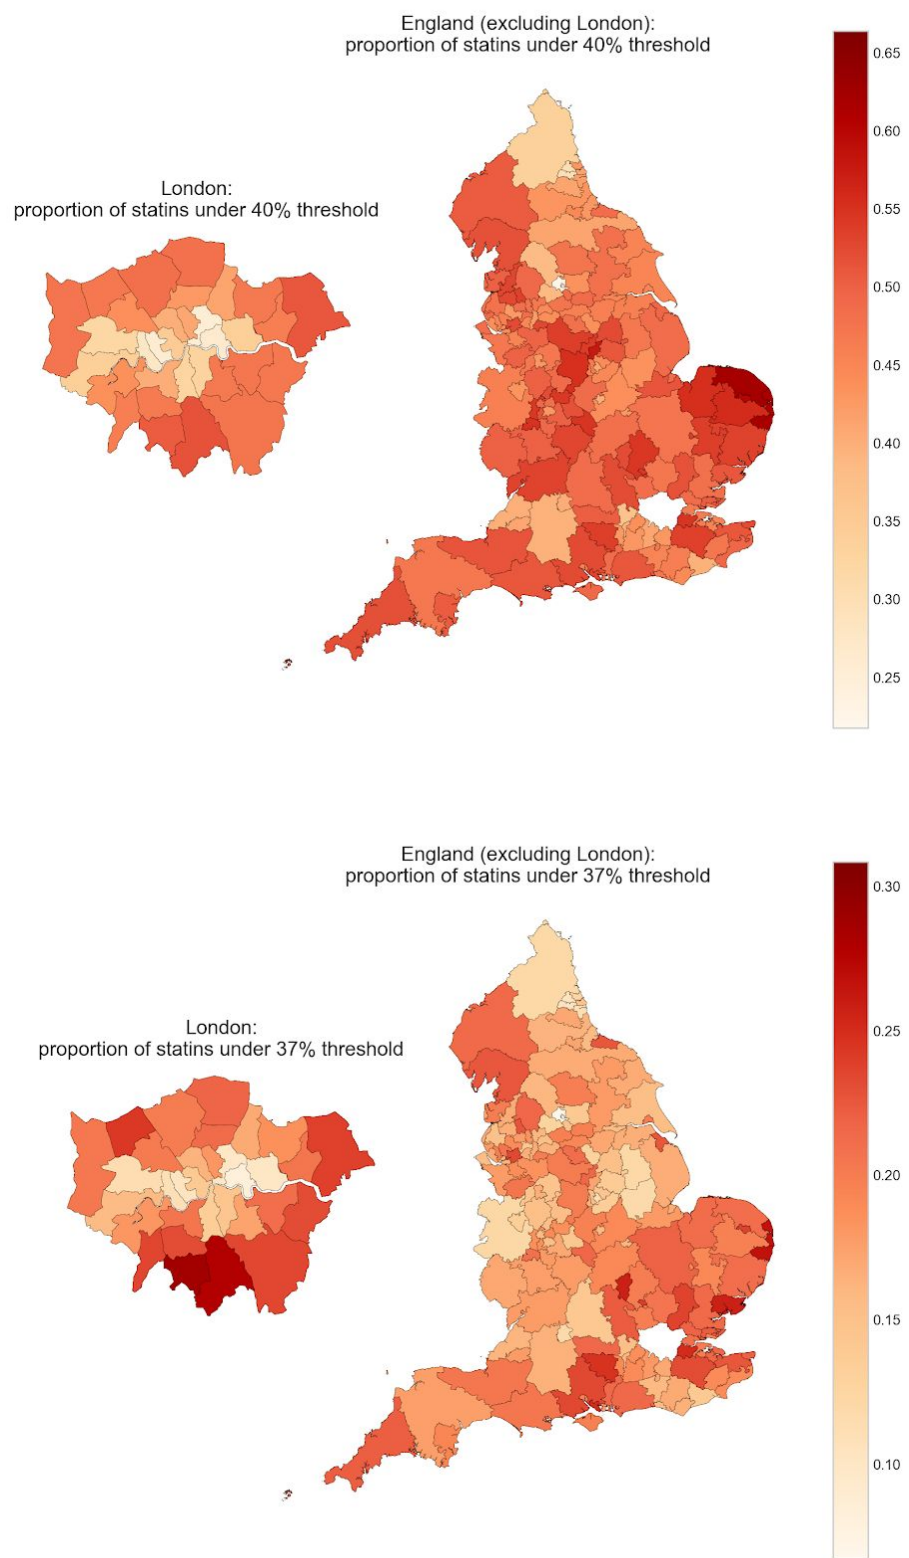 England (excluding London):
proportion of statins under 40% threshold
London:
proportion of statins under 40% threshold
0.65
0.60
0.55
0.50
0.45
0.40
0.35
0.30
0.25
England (excluding London):
proportion of statins under 37% threshold
London:
proportion of statins under 37% threshold
0.30
0.25
0.20
0.15
0.10